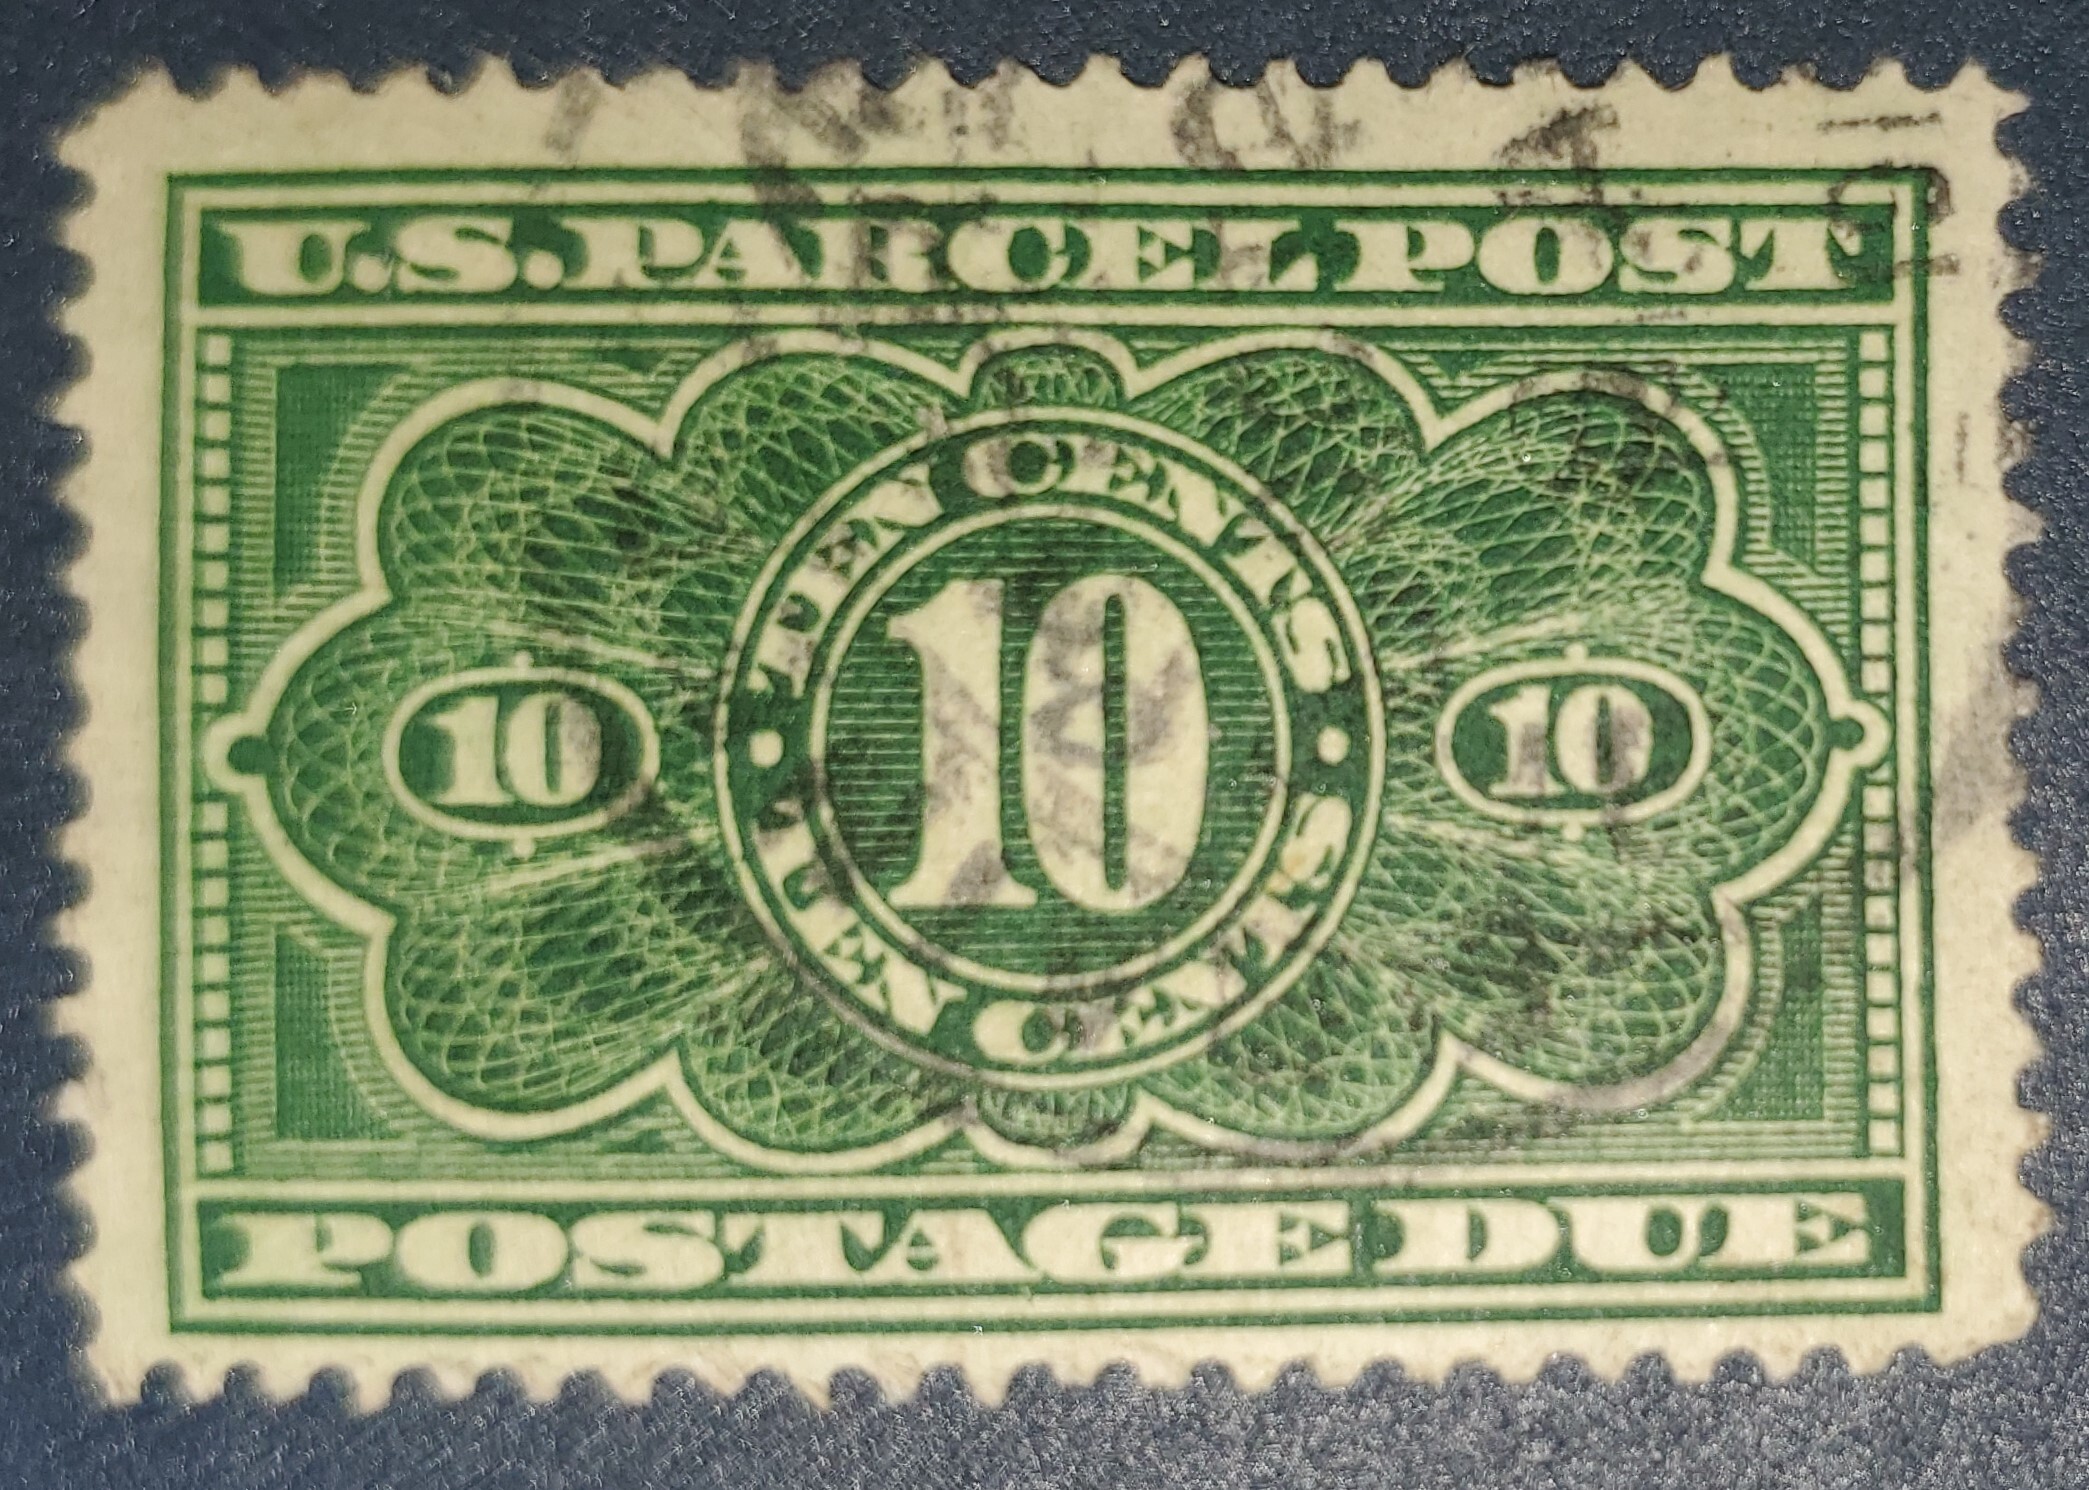 U.S. PARCEL POST
TEN CENTS
10 10 10
TEN CENTS
POSTAGE DUE